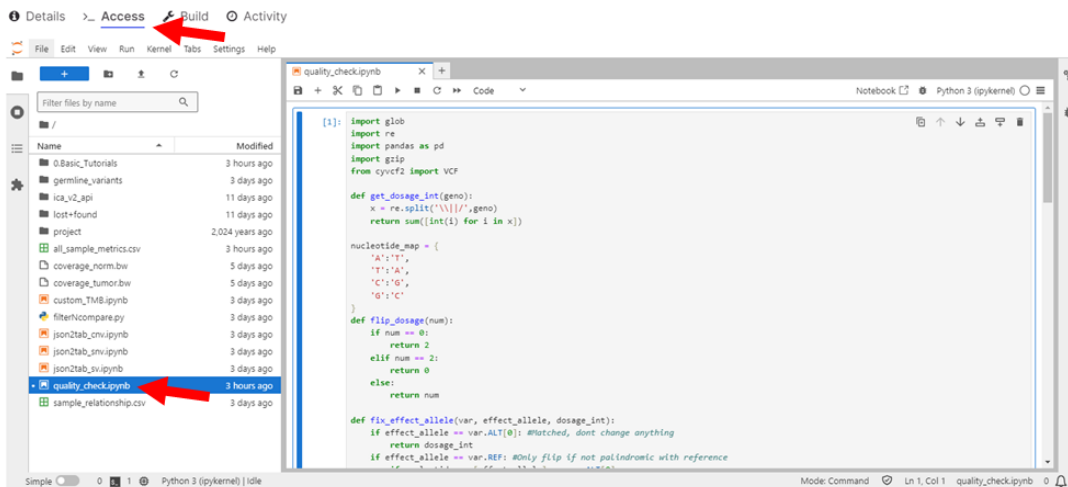 Details >_ Access Build Activity
File Edit View Run Kernel Tabs Settings Help
+
Filter files by name
/
Name Modified
0.Basic_Tutorials 3 hours ago
germline_variants 3 days ago
ica_v2_api 11 days ago
lost+found 11 days ago
project 2,024 years ago
all_sample_metrics.csv 3 hours ago
coverage_norm.bw 5 days ago
coverage_tumor.bw 5 days ago
custom_TMB.ipynb 3 days ago
filterNcompare.py 3 days ago
json2tab_cnv.ipynb 3 days ago
json2tab_snv.ipynb 3 days ago
json2tab_sv.ipynb 3 days ago
quality_check.ipynb 3 hours ago
sample_relationship.csv 3 days ago
quality_check.ipynb × +
Code Notebook Python 3 (ipykernel)
[1]: import glob
import re
import pandas as pd
import gzip
from cyvcf2 import VCF
def get_dosage_int(geno):
    x = re.split('\\||/',geno)
    return sum([int(i) for i in x])
nucleotide_map = {
    'A':'T',
    'T':'A',
    'C':'G',
    'G':'C'
}
def flip_dosage(num):
    if num == 0:
        return 2
    elif num == 2:
        return 0
    else:
        return num
def fix_effect_allele(var, effect_allele, dosage_int):
    if effect_allele == var.ALT[0]: #Matched, dont change anything
        return dosage_int
    if effect_allele == var.REF: #Only flip if not palindromic with reference
Simple 0 1 Python 3 (ipykernel) | Idle Mode: Command Ln 1, Col 1 quality_check.ipynb 0